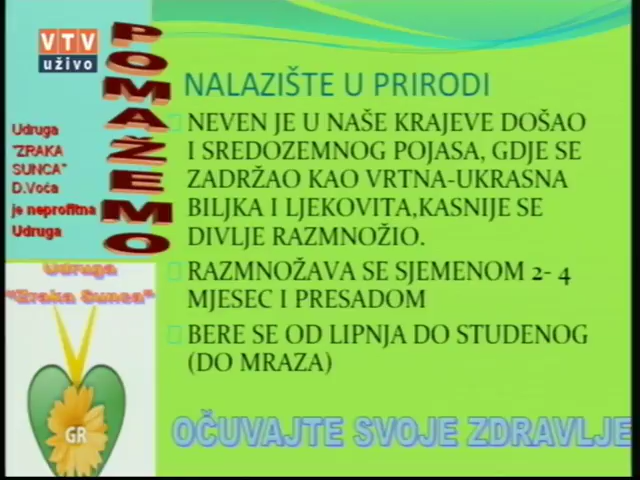 VTV
uživo
POMAŽEMO
Udruga
"ZRAKA
SUNCA"
D.Voća
je neprofitna
Udruga
Udruga
"Zraka Sunca"
GR
NALAZIŠTE U PRIRODI
NEVEN JE U NAŠE KRAJEVE DOŠAO
I SREDOZEMNOG POJASA, GDJE SE
ZADRŽAO KAO VRTNA-UKRASNA
BILJKA I LJEKOVITA,KASNIJE SE
DIVLJE RAZMNOŽIO.
RAZMNOŽAVA SE SJEMENOM 2- 4
MJESEC I PRESADOM
BERE SE OD LIPNJA DO STUDENOG
(DO MRAZA)
OČUVAJTE SVOJE ZDRAVLJE